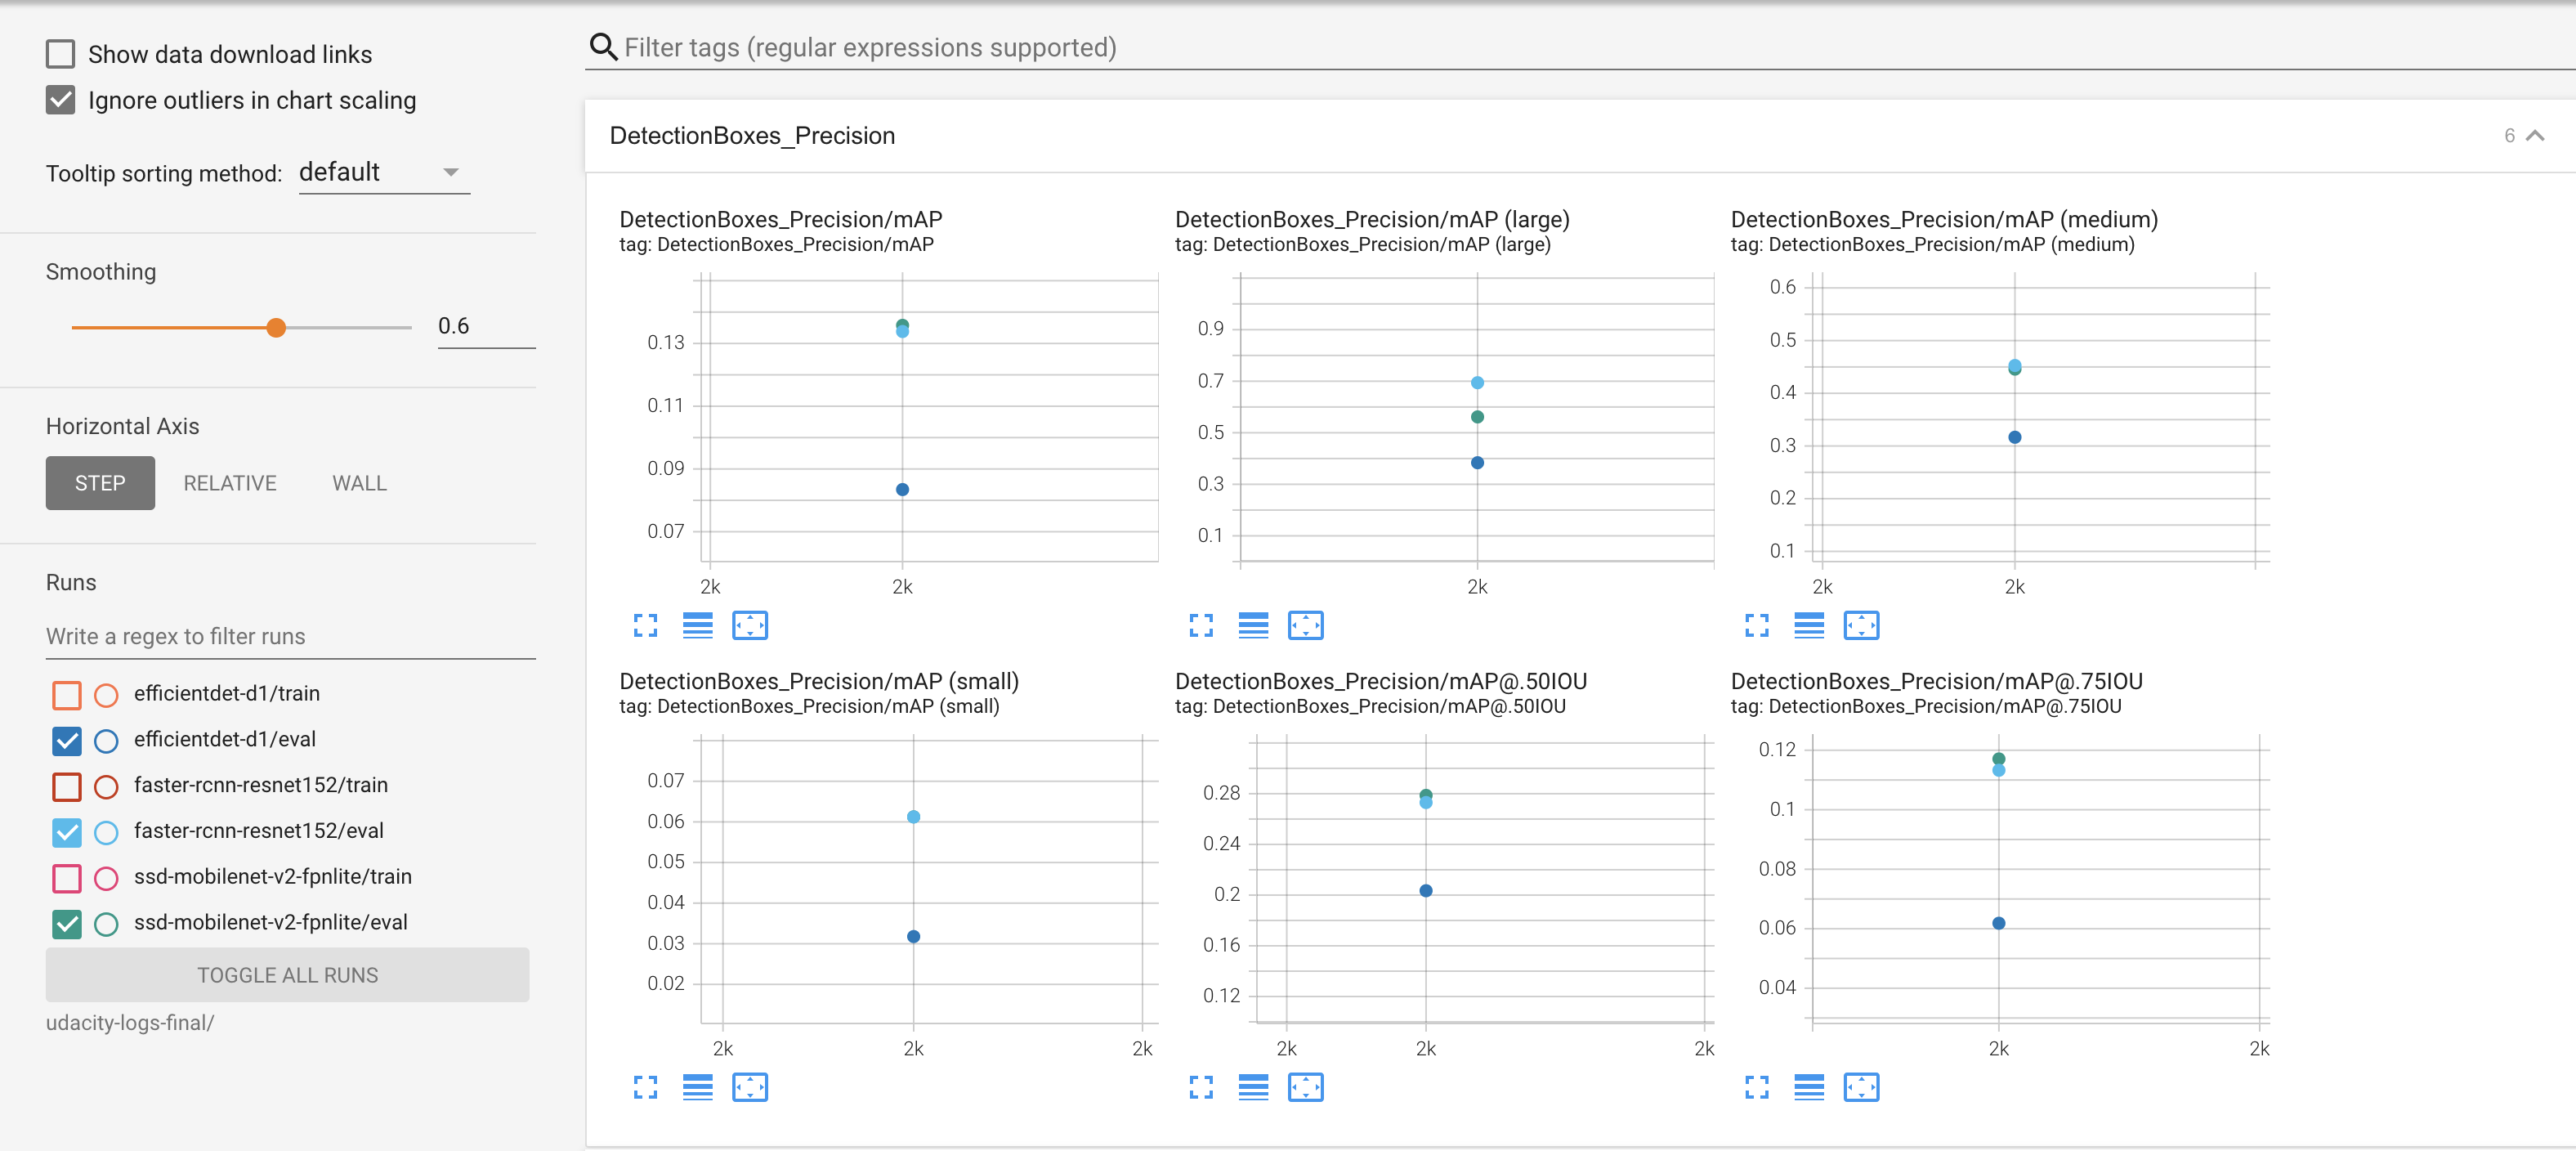 Show data download links
Ignore outliers in chart scaling
Tooltip sorting method: default
Smoothing
0.6
Horizontal Axis
STEP RELATIVE WALL
Runs
Write a regex to filter runs
efficientdet-d1/train
efficientdet-d1/eval
faster-rcnn-resnet152/train
faster-rcnn-resnet152/eval
ssd-mobilenet-v2-fpnlite/train
ssd-mobilenet-v2-fpnlite/eval
TOGGLE ALL RUNS
udacity-logs-final/
Filter tags (regular expressions supported)
DetectionBoxes_Precision
6
DetectionBoxes_Precision/mAP
tag: DetectionBoxes_Precision/mAP
0.13
0.11
0.09
0.07
2k 2k
DetectionBoxes_Precision/mAP (large)
tag: DetectionBoxes_Precision/mAP (large)
0.9
0.7
0.5
0.3
0.1
2k
DetectionBoxes_Precision/mAP (medium)
tag: DetectionBoxes_Precision/mAP (medium)
0.6
0.5
0.4
0.3
0.2
0.1
2k 2k
DetectionBoxes_Precision/mAP (small)
tag: DetectionBoxes_Precision/mAP (small)
0.07
0.06
0.05
0.04
0.03
0.02
2k 2k 2k
DetectionBoxes_Precision/mAP@.50IOU
tag: DetectionBoxes_Precision/mAP@.50IOU
0.28
0.24
0.2
0.16
0.12
2k 2k 2k
DetectionBoxes_Precision/mAP@.75IOU
tag: DetectionBoxes_Precision/mAP@.75IOU
0.12
0.1
0.08
0.06
0.04
2k 2k